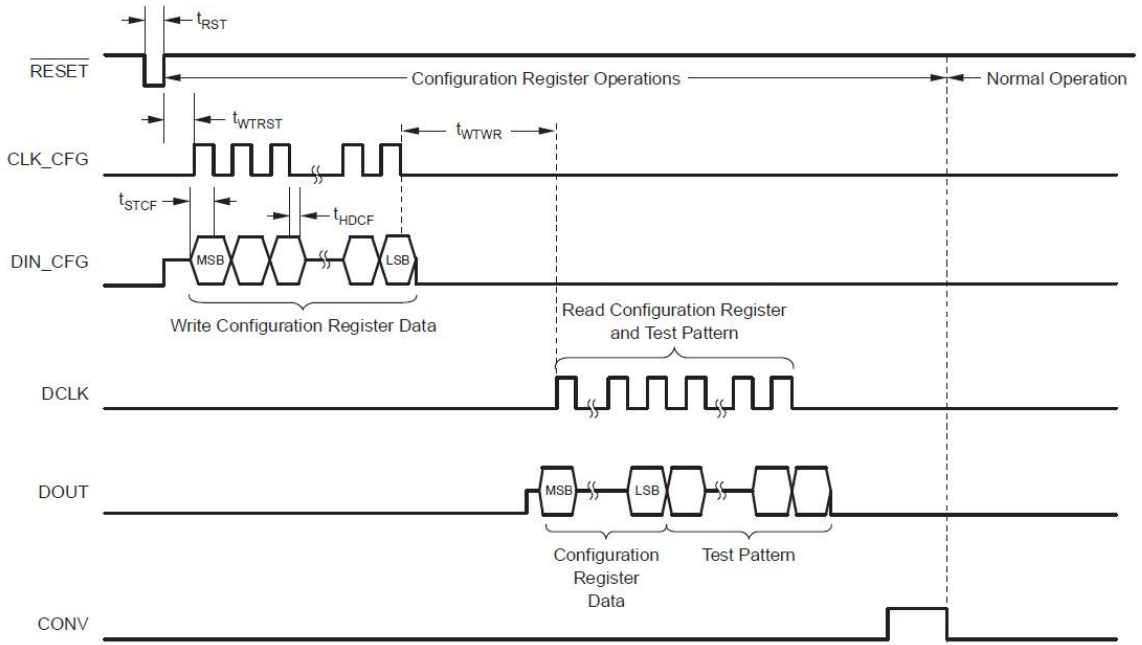 tRST
RESET
Configuration Register Operations
Normal Operation
tWTRST
tWTWR
CLK_CFG
tSTCF
tHDCF
DIN_CFG
MSB
LSB
Write Configuration Register Data
Read Configuration Register
and Test Pattern
DCLK
DOUT
MSB
LSB
Configuration
Register
Data
Test Pattern
CONV